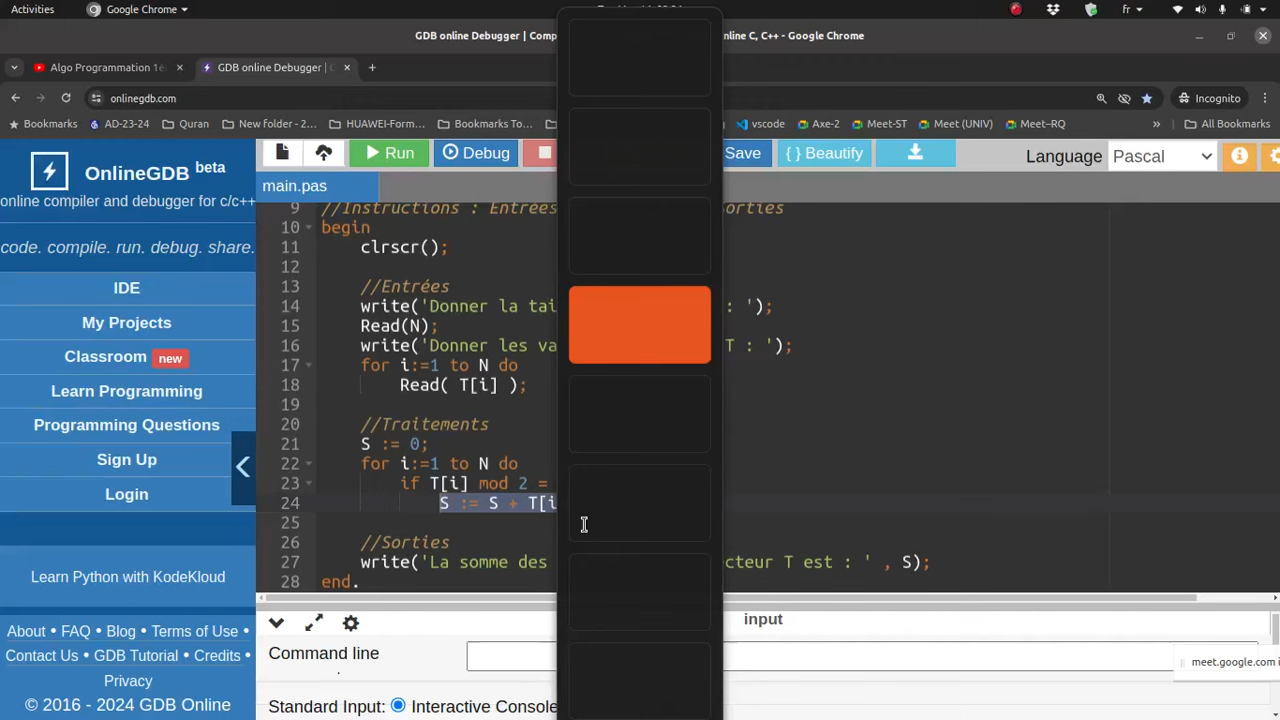 Activities Google Chrome fr
GDB online Debugger | Comp nline C, C++ - Google Chrome
Algo Programmation 1è GDB online Debugger |
onlinegdb.com Incognito
Bookmarks AD-23-24 Quran New folder - 2... HUAWEI-Form... Bookmarks To... vscode Axe-2 Meet-ST Meet (UNIV) Meet–RQ » All Bookmarks
OnlineGDB beta
online compiler and debugger for c/c++
code. compile. run. debug. share.
IDE
My Projects
Classroom new
Learn Programming
Programming Questions
Sign Up
Login
Learn Python with KodeKloud
About • FAQ • Blog • Terms of Use •
Contact Us • GDB Tutorial • Credits •
Privacy
© 2016 - 2024 GDB Online
Run Debug Save { } Beautify Language Pascal
main.pas
9 //Instructions : Entrées Sorties
10 begin
11 clrscr();
12
13 //Entrées
14 write('Donner la tai : ');
15 Read(N);
16 write('Donner les va T : ');
17 for i:=1 to N do
18 Read( T[i] );
19
20 //Traitements
21 S := 0;
22 for i:=1 to N do
23 if T[i] mod 2 =
24 S := S + T[i
25
26 //Sorties
27 write('La somme des cteur T est : ' , S);
28 end.
input
Command line
Standard Input: Interactive Console
meet.google.com i